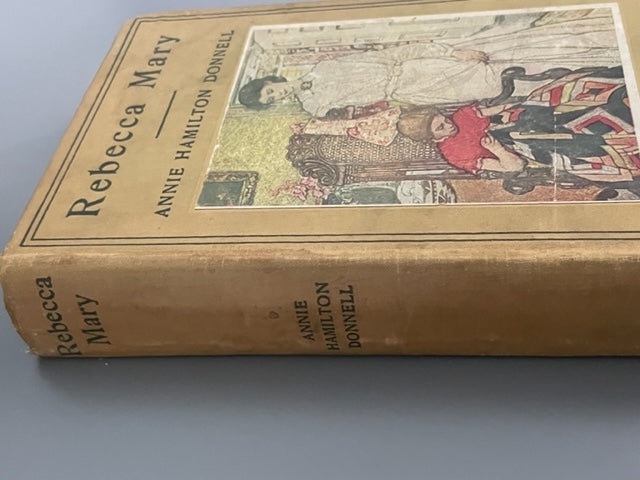 Rebecca Mary
ANNIE HAMILTON DONNELL
Rebecca
Mary
ANNIE
HAMILTON
DONNELL